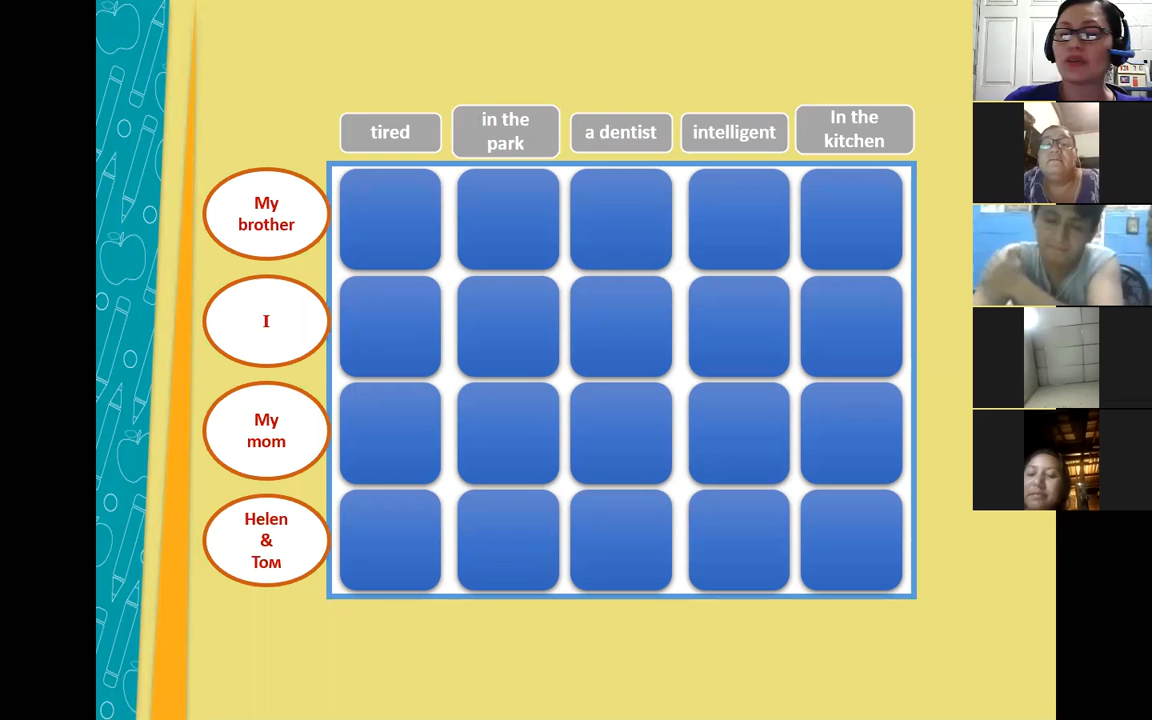 tired
in the
park
a dentist
intelligent
In the
kitchen
My
brother
I
My
mom
Helen
&
Tom